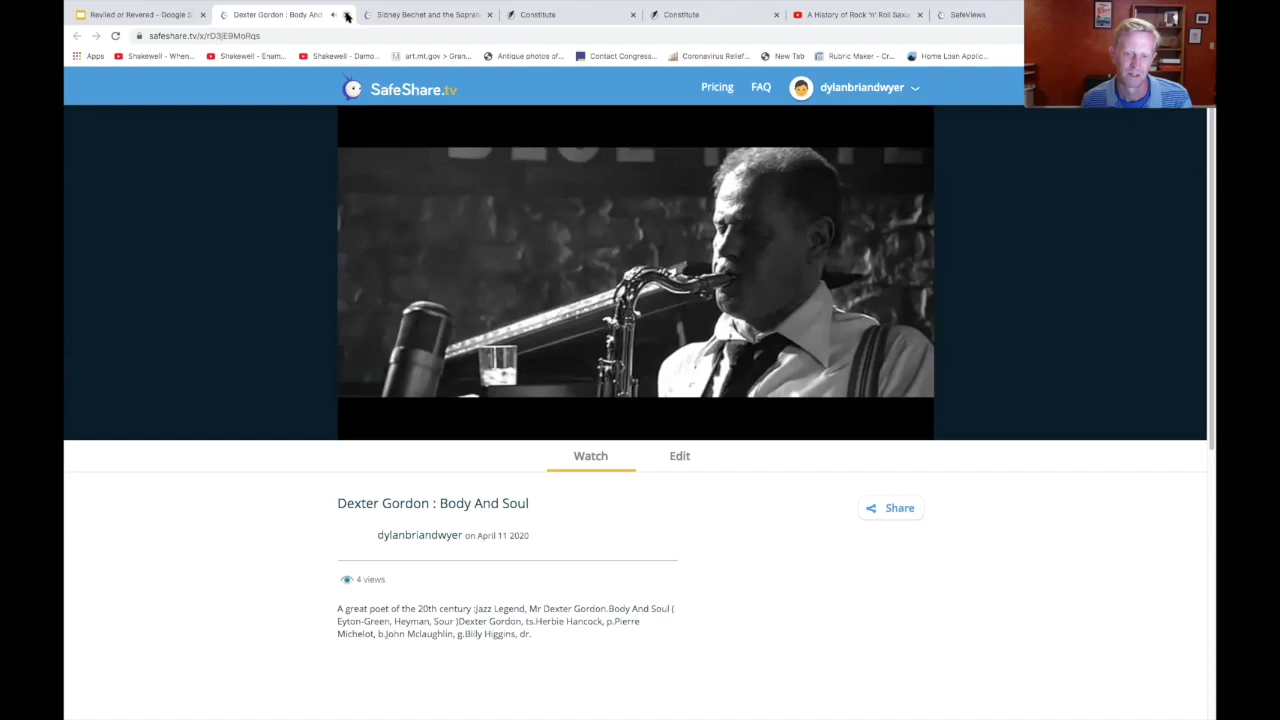 Reviled or Revered - Google S
Dexter Gordon : Body And
Sidney Bechet and the Sopran
Constitute
Constitute
A History of Rock 'n' Roll Saxo
SafeViews
safeshare.tv/x/rD3jE9MoRqs
Apps
Shakewell - When...
Shakewell - Enam...
Shakewell - Damo...
art.mt.gov > Gran...
Antique photos of...
Contact Congress...
Coronavirus Relief...
New Tab
Rubric Maker - Cr...
Home Loan Applic...
SafeShare.tv
Pricing
FAQ
dylanbriandwyer
Watch
Edit
Dexter Gordon : Body And Soul
Share
dylanbriandwyer on April 11 2020
4 views
A great poet of the 20th century :Jazz Legend, Mr Dexter Gordon.Body And Soul (
Eyton-Green, Heyman, Sour )Dexter Gordon, ts.Herbie Hancock, p.Pierre
Michelot, b.John Mclaughlin, g.Billy Higgins, dr.